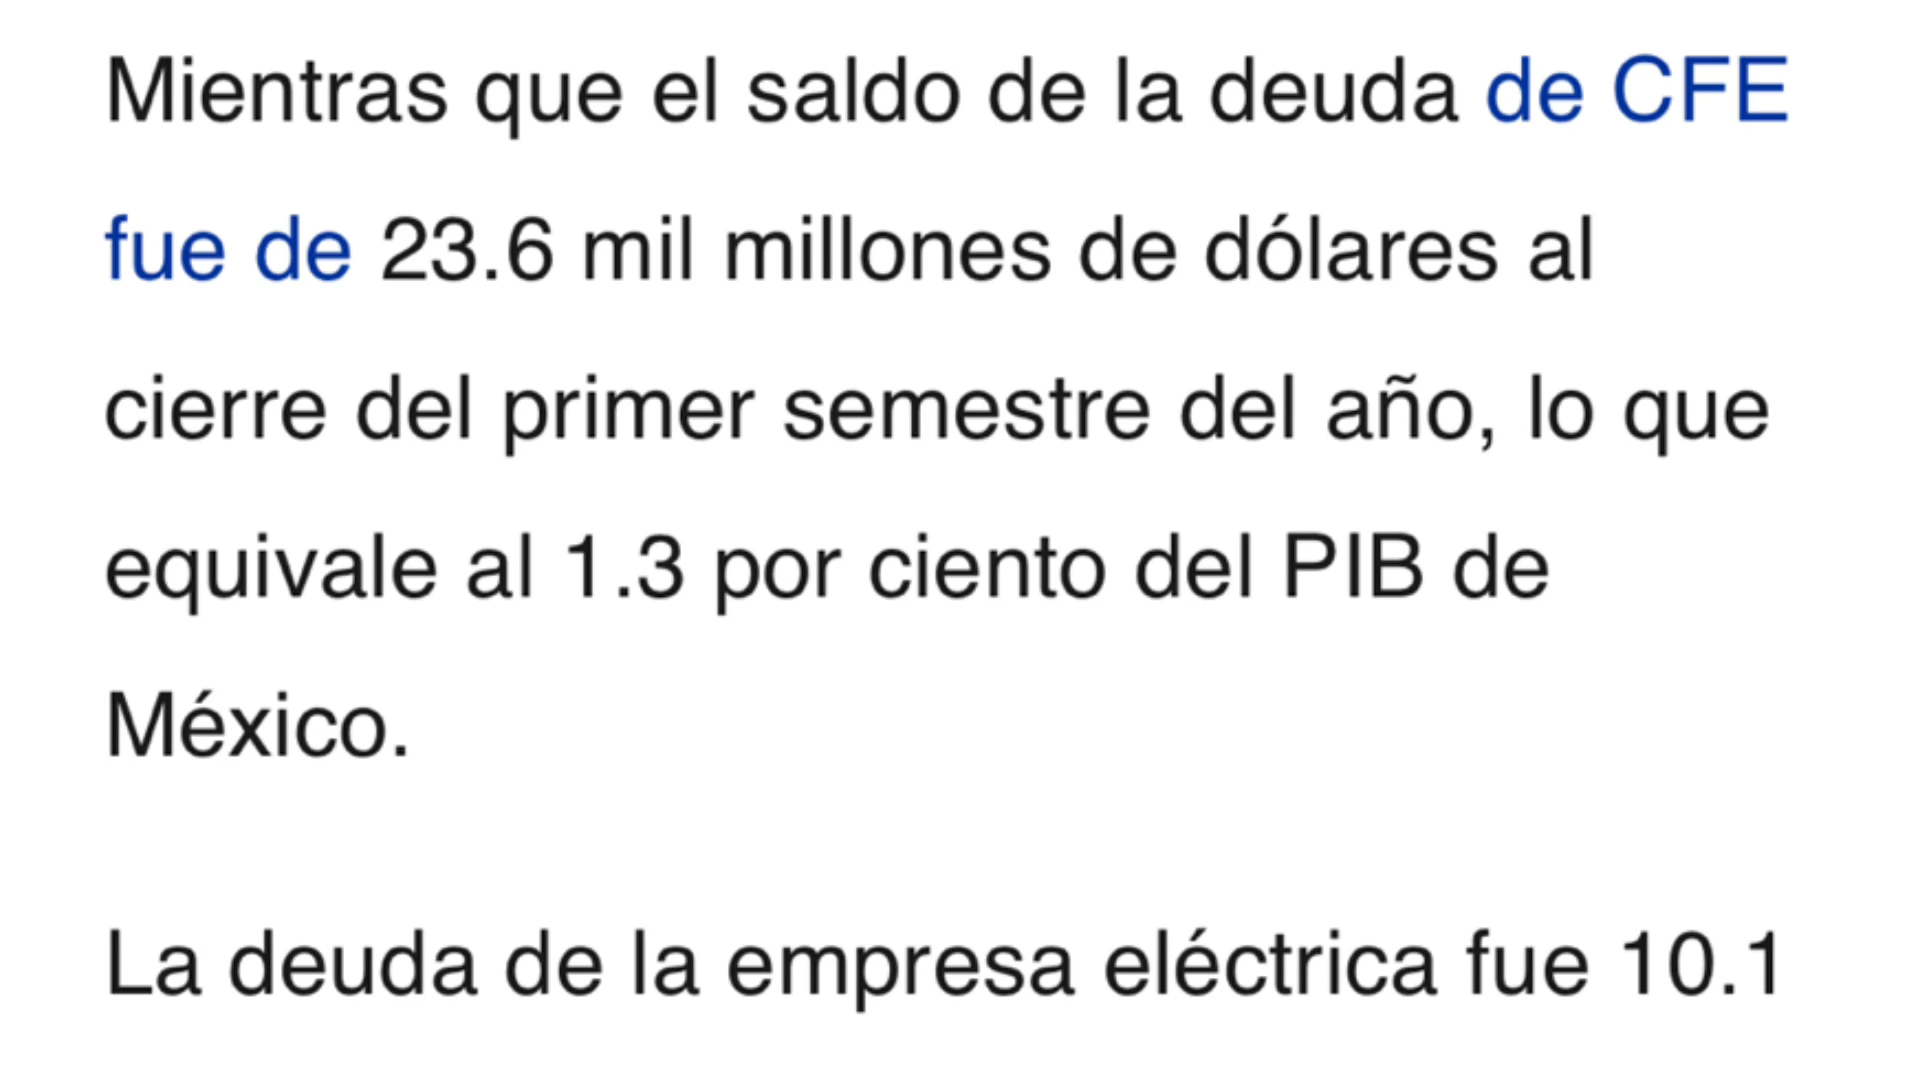 Mientras que el saldo de la deuda de CFE
fue de 23.6 mil millones de dólares al
cierre del primer semestre del año, lo que
equivale al 1.3 por ciento del PIB de
México.
La deuda de la empresa eléctrica fue 10.1